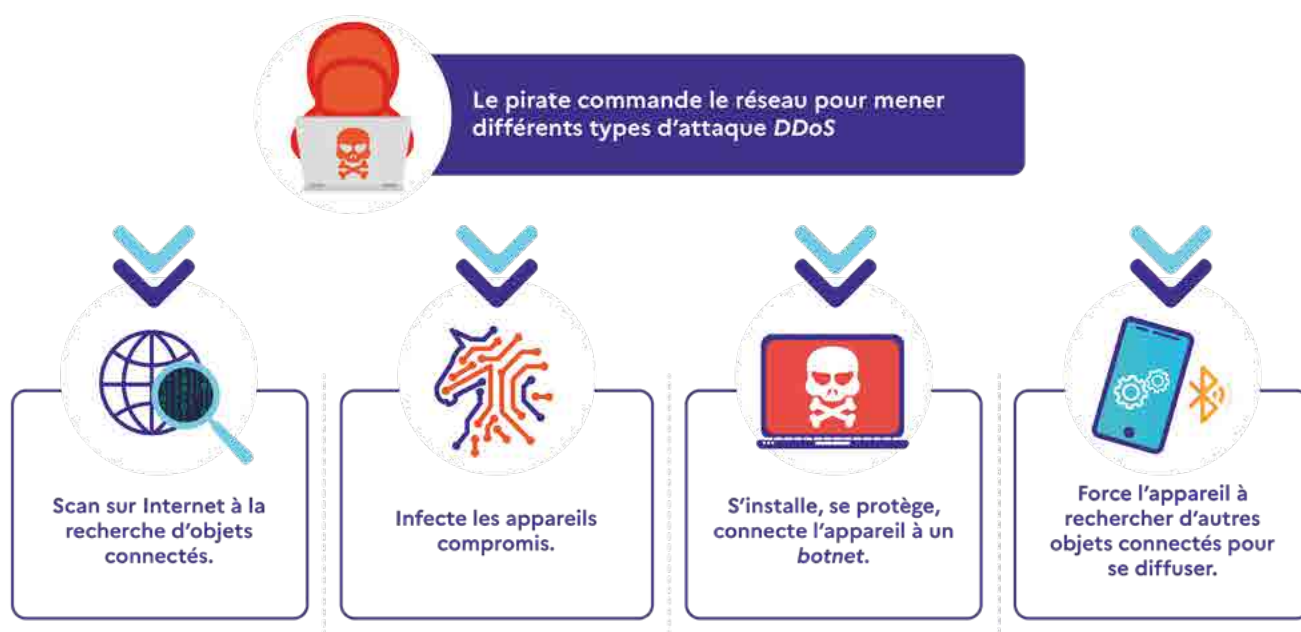 Le pirate commande le réseau pour mener
différents types d'attaque DDoS
Scan sur Internet à la
recherche d'objets
connectés.
Infecte les appareils
compromis.
S'installe, se protège,
connecte l'appareil à un
botnet.
Force l'appareil à
rechercher d'autres
objets connectés pour
se diffuser.